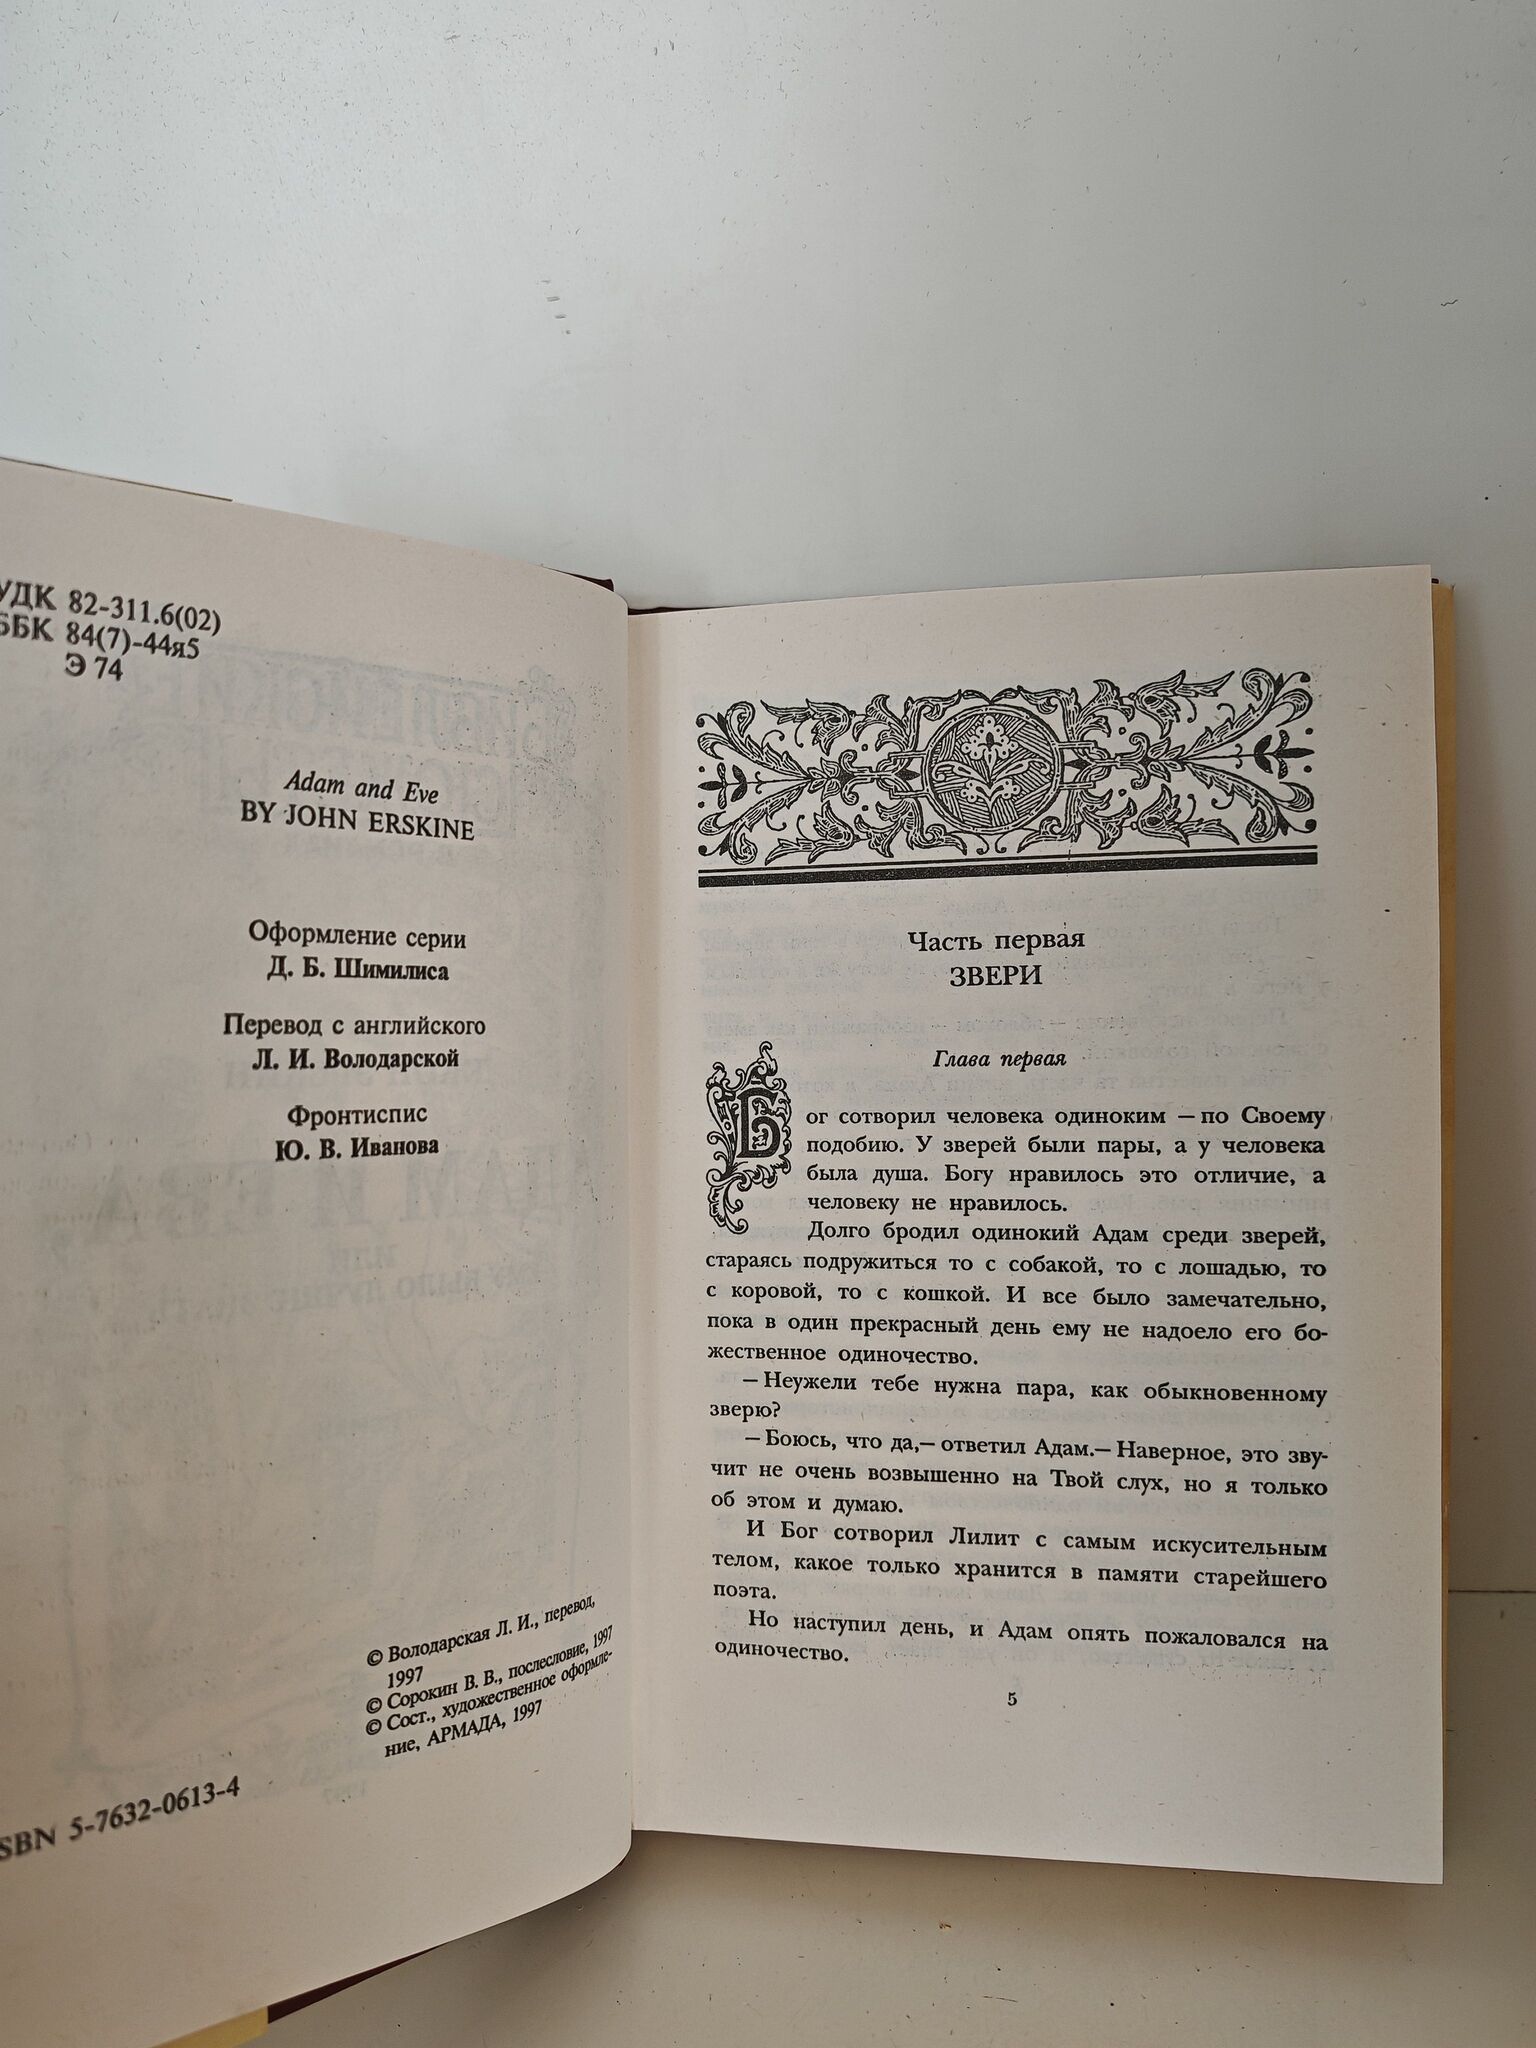 УДК 82-311.6(02)
ББК 84(7)-44я5
Э 74
Adam and Eve
BY JOHN ERSKINE
Оформление серии
Д. Б. Шимилиса
Перевод с английского
Л. И. Володарской
Фронтиспис
Ю. В. Иванова
© Володарская Л. И., перевод,
1997
© Сорокин В. В., послесловие, 1997
© Сост., художественное оформле-
ние, АРМАДА, 1997
ISBN 5-7632-0613-4
Часть первая
ЗВЕРИ
Глава первая
Бог сотворил человека одиноким — по Своему
подобию. У зверей были пары, а у человека
была душа. Богу нравилось это отличие, а
человеку не нравилось.
Долго бродил одинокий Адам среди зверей,
стараясь подружиться то с собакой, то с лошадью, то
с коровой, то с кошкой. И все было замечательно,
пока в один прекрасный день ему не надоело его бо-
жественное одиночество.
— Неужели тебе нужна пара, как обыкновенному
зверю?
— Боюсь, что да,— ответил Адам.— Наверное, это зву-
чит не очень возвышенно на Твой слух, но я только
об этом и думаю.
И Бог сотворил Лилит с самым искусительным
телом, какое только хранится в памяти старейшего
поэта.
Но наступил день, и Адам опять пожаловался на
одиночество.
5